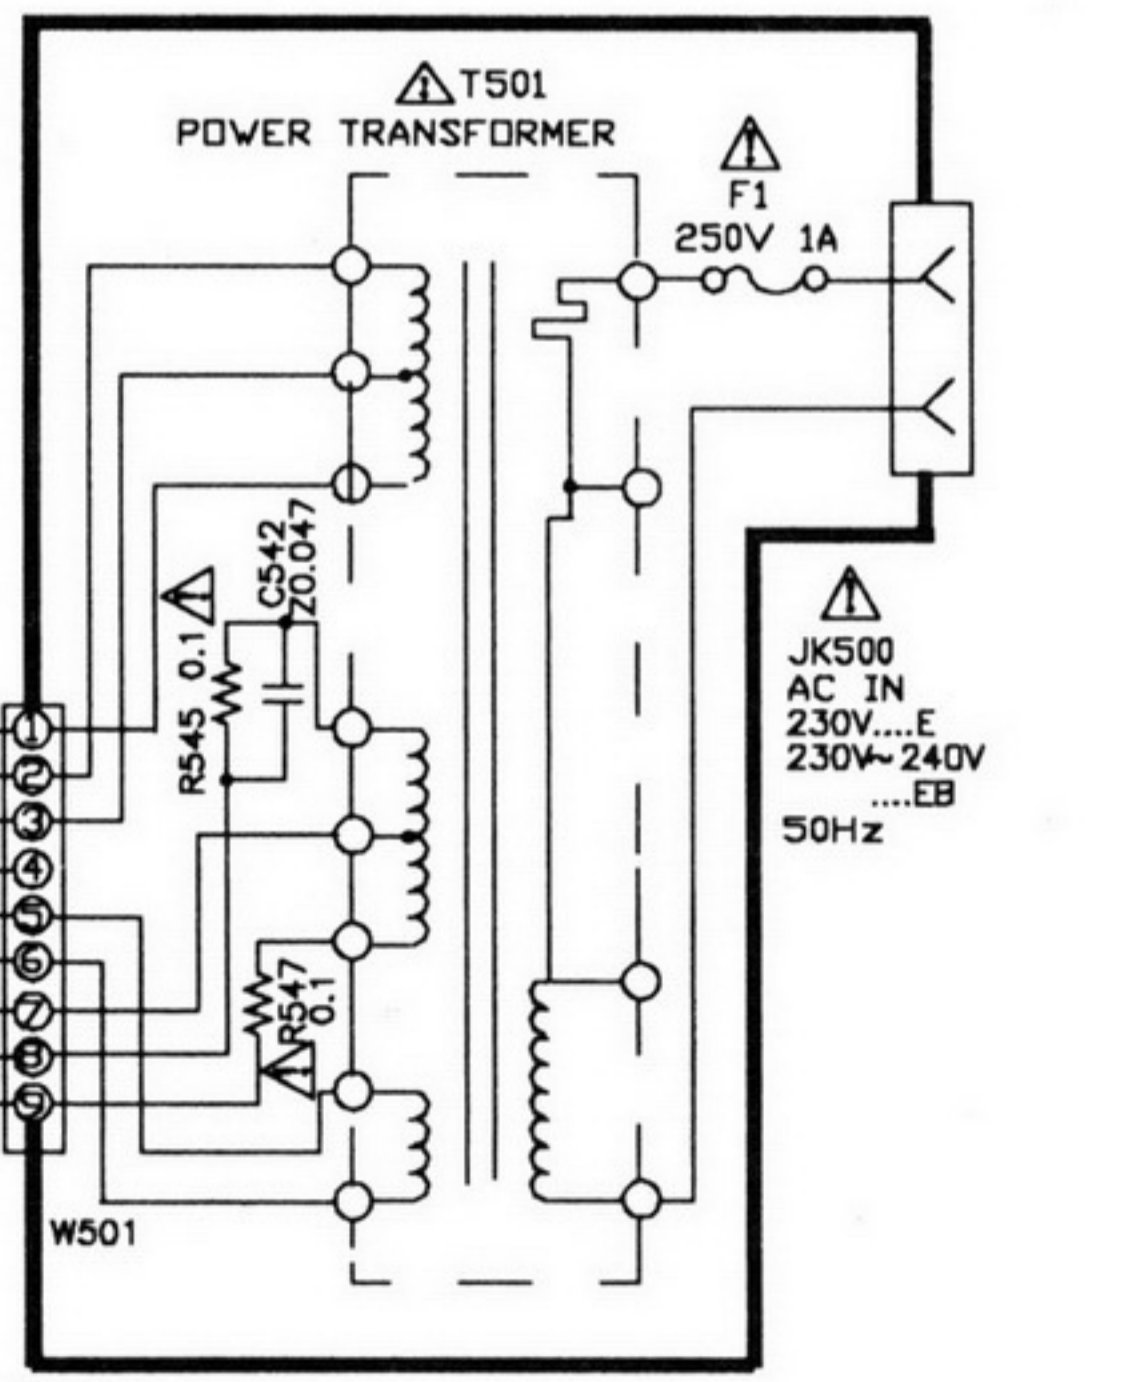 T501
POWER TRANSFORMER
F1
250V 1A
C542
Z0.047
R545 0.1
JK500
AC IN
230V....E
230V~240V
....EB
50Hz
1
2
3
4
5
6
7
8
9
R547
0.1
W501